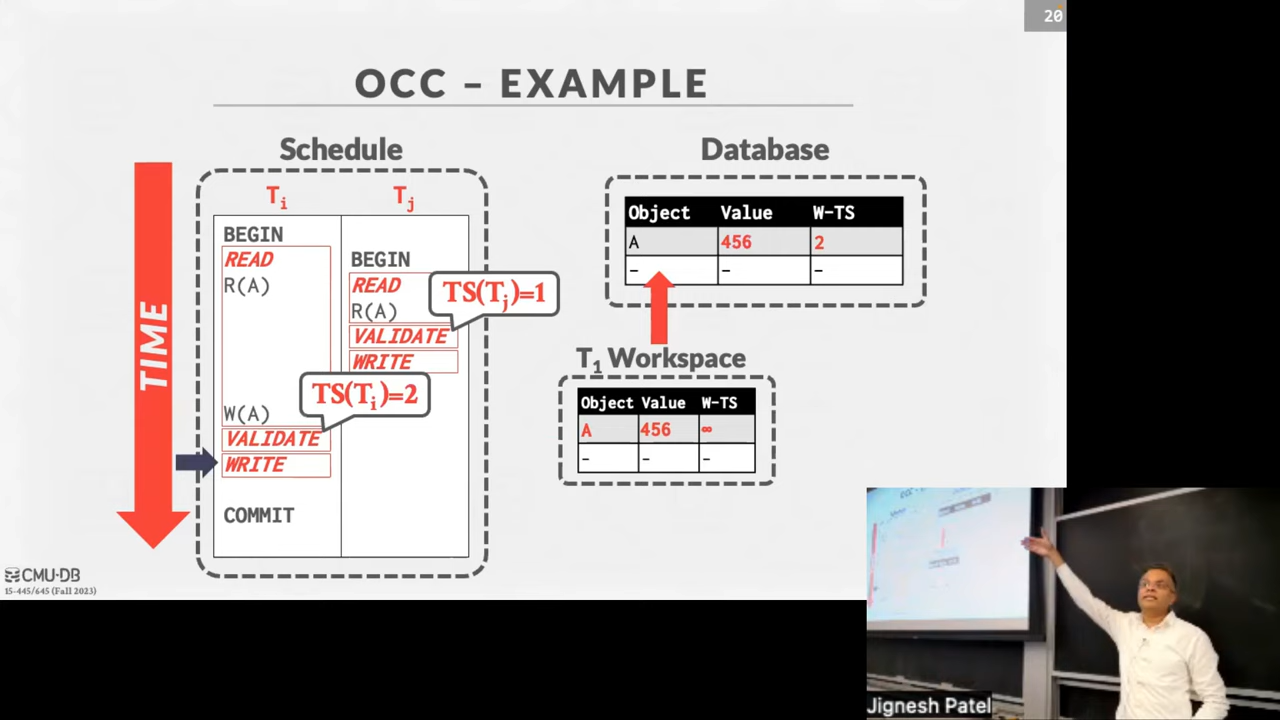 20
OCC – EXAMPLE
Schedule
Ti Tj
BEGIN
READ
R(A)
W(A)
VALIDATE
WRITE
COMMIT
BEGIN
READ
R(A)
VALIDATE
WRITE
TS(Tj)=1
TS(Ti)=2
TIME
Database
Object Value W-TS
A 456 2
- - -
T1 Workspace
Object Value W-TS
A 456 ∞
- - -
CMU·DB
15-445/645 (Fall 2023)
Jignesh Patel